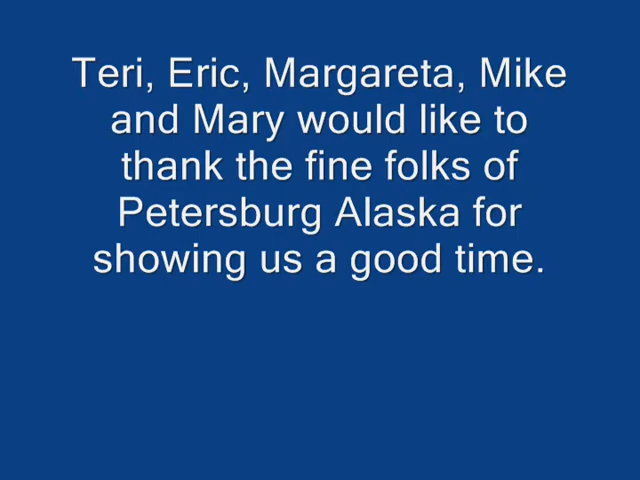 Teri, Eric, Margareta, Mike
and Mary would like to
thank the fine folks of
Petersburg Alaska for
showing us a good time.